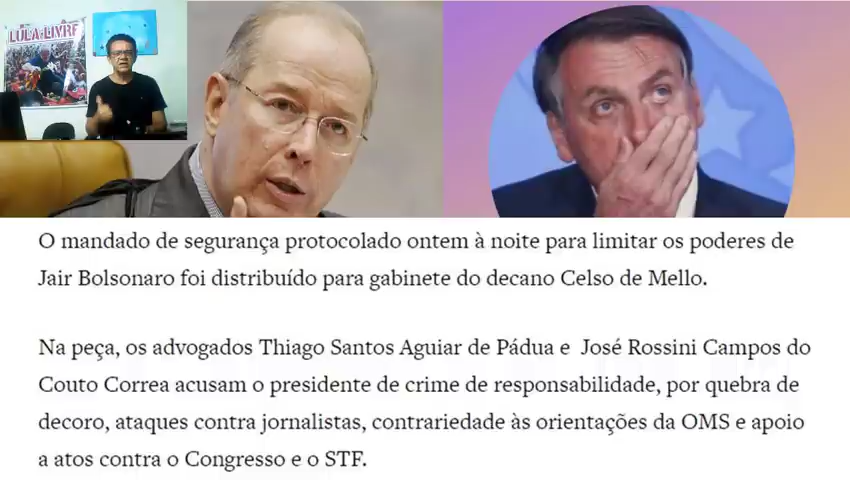 LULA LIVRE
O mandado de segurança protocolado ontem à noite para limitar os poderes de
Jair Bolsonaro foi distribuído para gabinete do decano Celso de Mello.
Na peça, os advogados Thiago Santos Aguiar de Pádua e José Rossini Campos do
Couto Correa acusam o presidente de crime de responsabilidade, por quebra de
decoro, ataques contra jornalistas, contrariedade às orientações da OMS e apoio
a atos contra o Congresso e o STF.